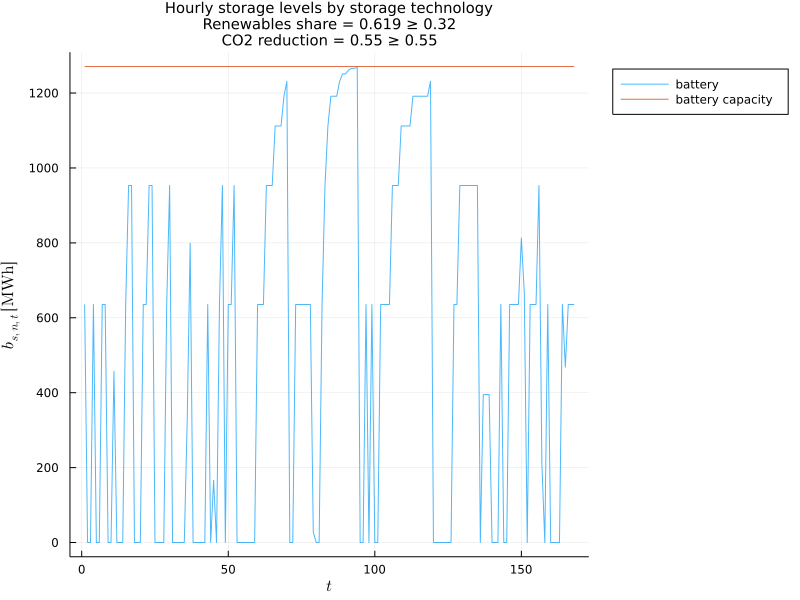 Hourly storage levels by storage technology
Renewables share = 0.619 ≥ 0.32
CO2 reduction = 0.55 ≥ 0.55
battery
battery capacity
b_{s,n,t} [MWh]
1200
1000
800
600
400
200
0
0 50 100 150
t